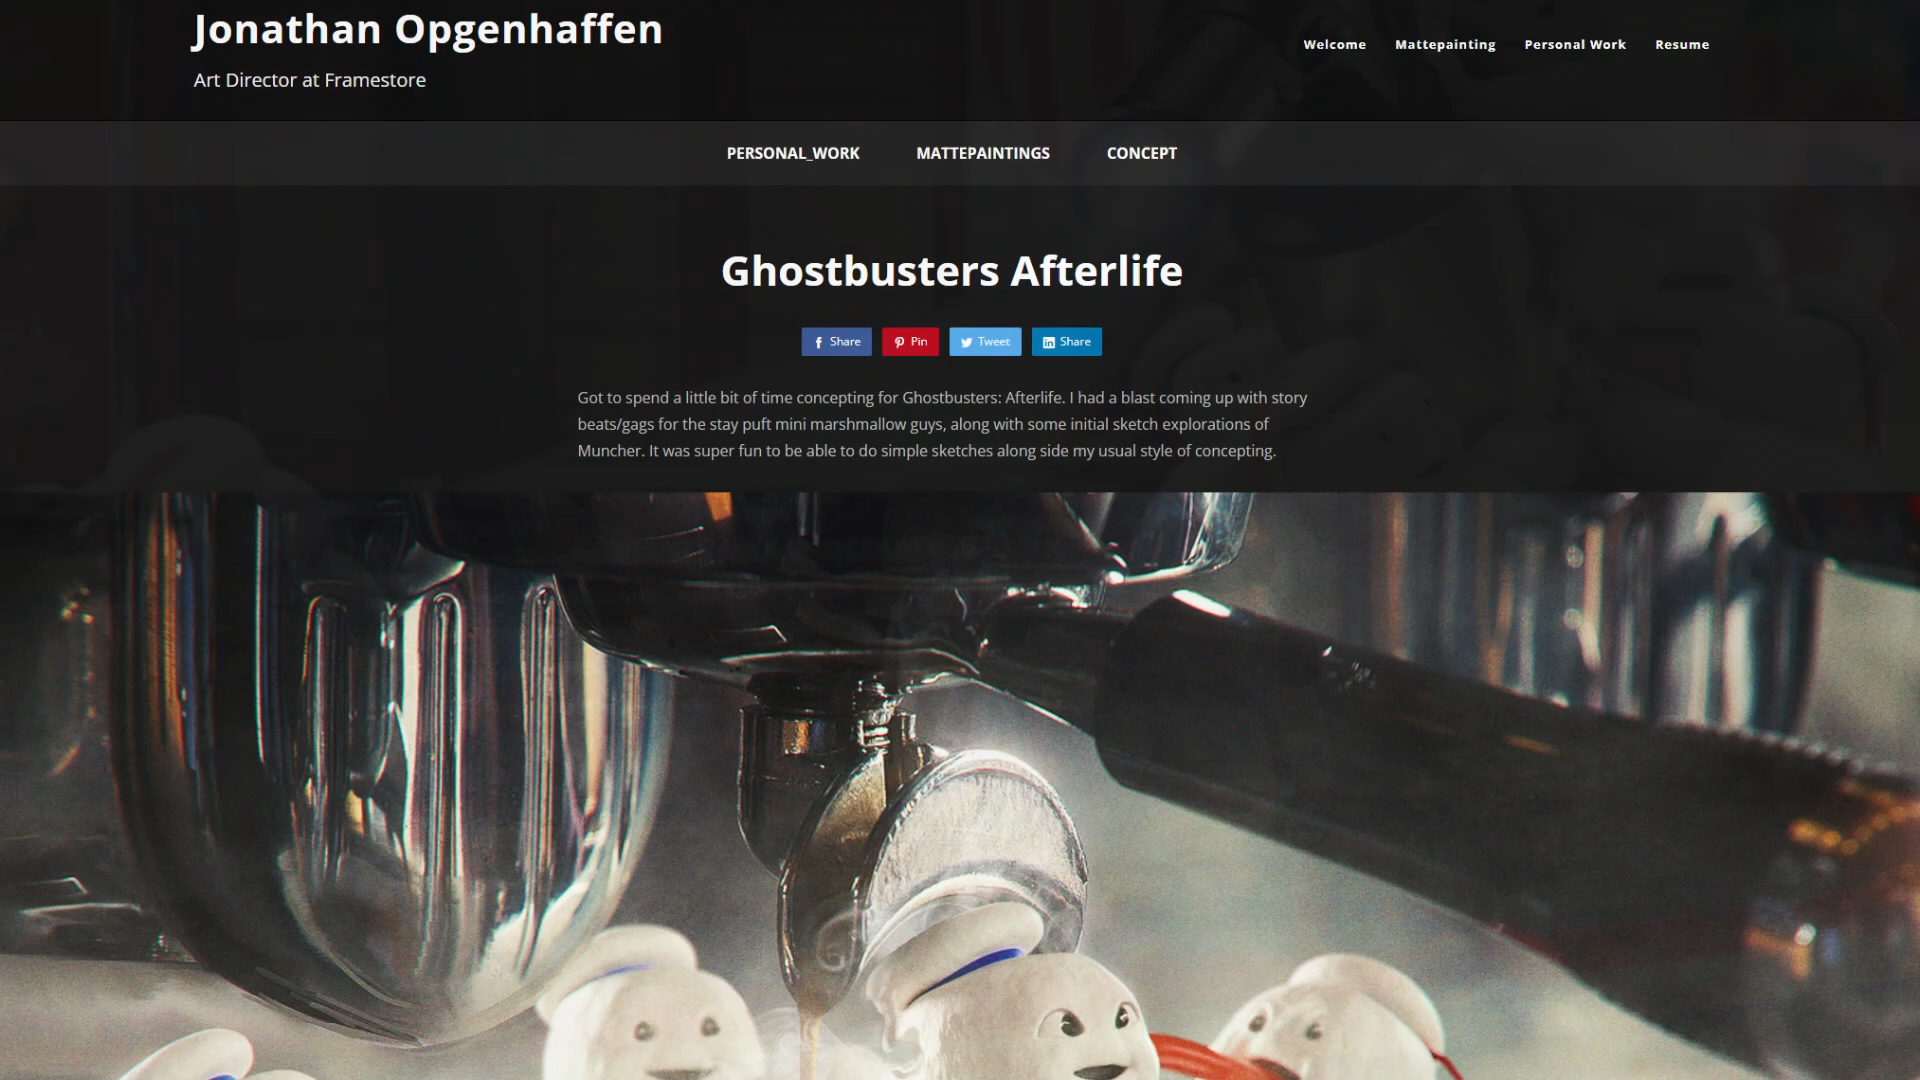 Jonathan Opgenhaffen
Art Director at Framestore
Welcome Mattepainting Personal Work Resume
PERSONAL_WORK MATTEPAINTINGS CONCEPT
Ghostbusters Afterlife
Share Pin Tweet Share
Got to spend a little bit of time concepting for Ghostbusters: Afterlife. I had a blast coming up with story
beats/gags for the stay puft mini marshmallow guys, along with some initial sketch explorations of
Muncher. It was super fun to be able to do simple sketches along side my usual style of concepting.